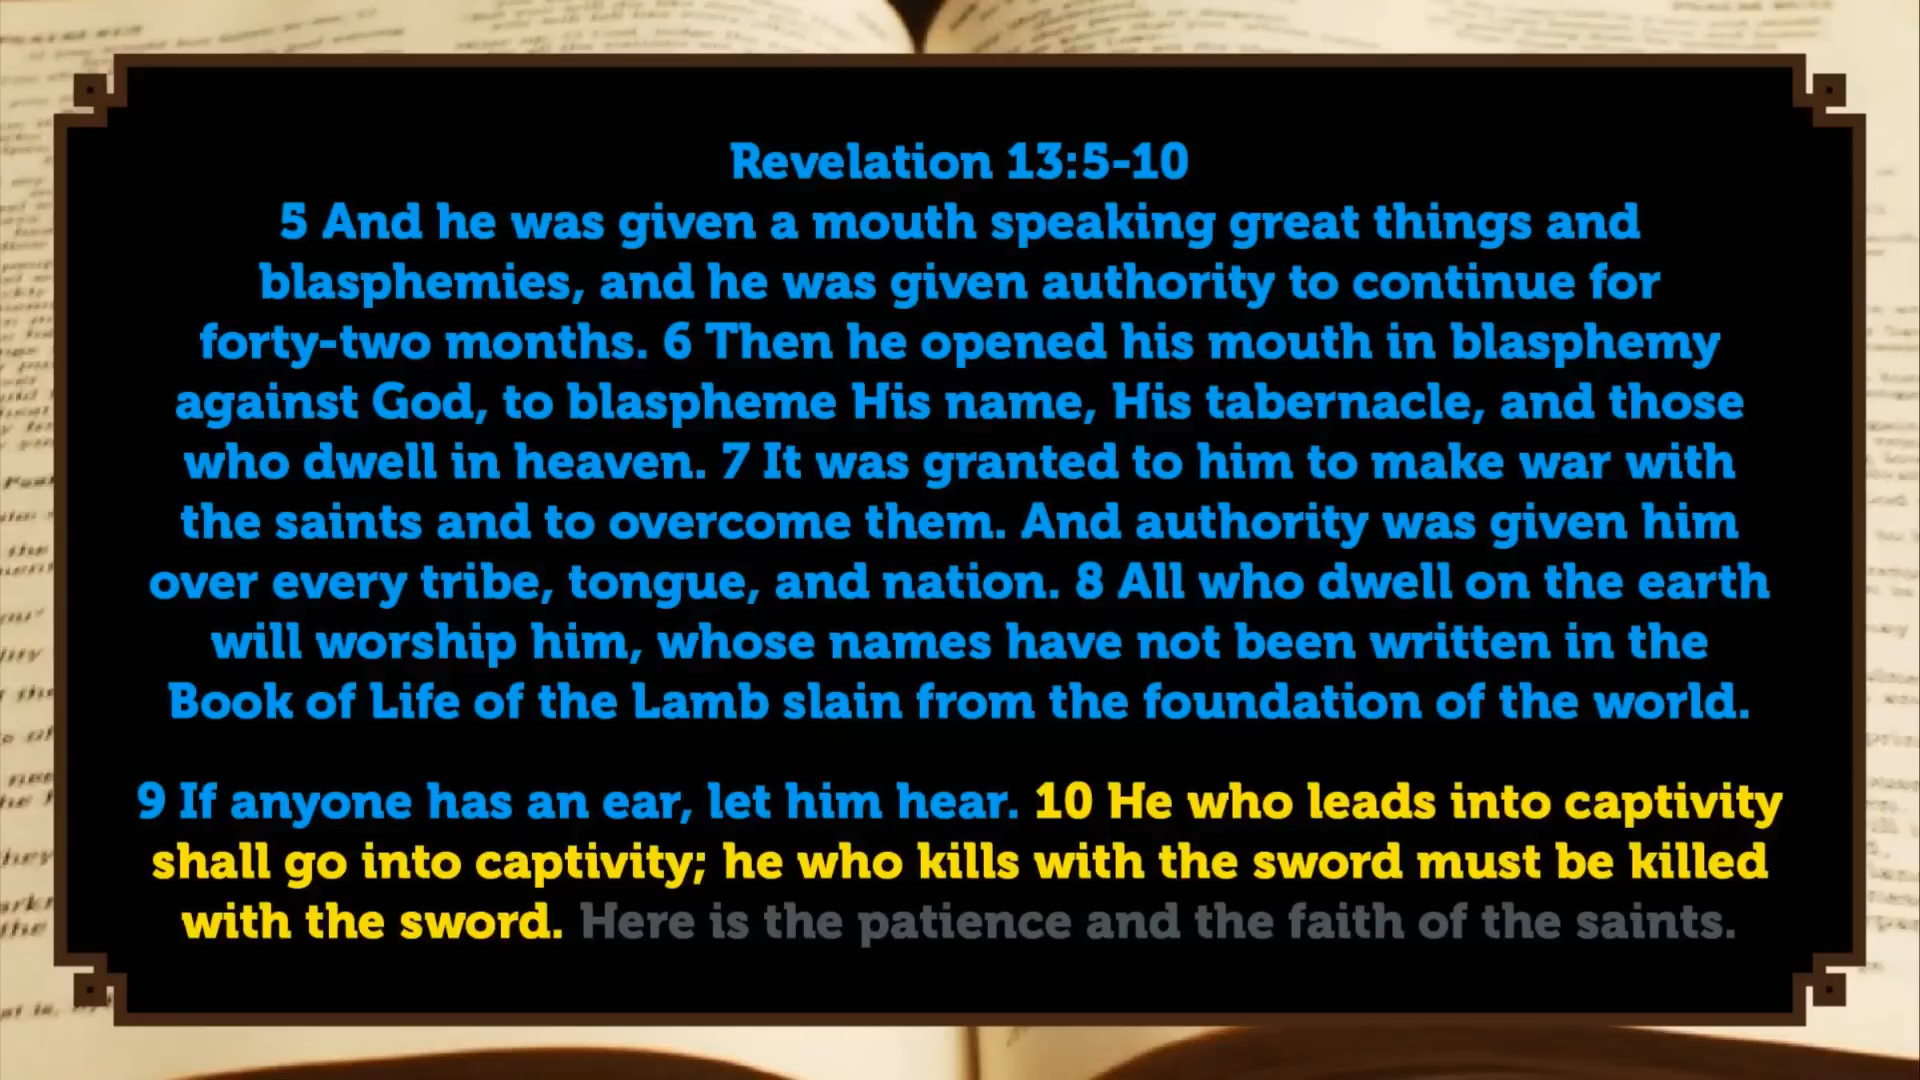 Revelation 13:5-10
5 And he was given a mouth speaking great things and
blasphemies, and he was given authority to continue for
forty-two months. 6 Then he opened his mouth in blasphemy
against God, to blaspheme His name, His tabernacle, and those
who dwell in heaven. 7 It was granted to him to make war with
the saints and to overcome them. And authority was given him
over every tribe, tongue, and nation. 8 All who dwell on the earth
will worship him, whose names have not been written in the
Book of Life of the Lamb slain from the foundation of the world.
9 If anyone has an ear, let him hear. 10 He who leads into captivity
shall go into captivity; he who kills with the sword must be killed
with the sword. Here is the patience and the faith of the saints.